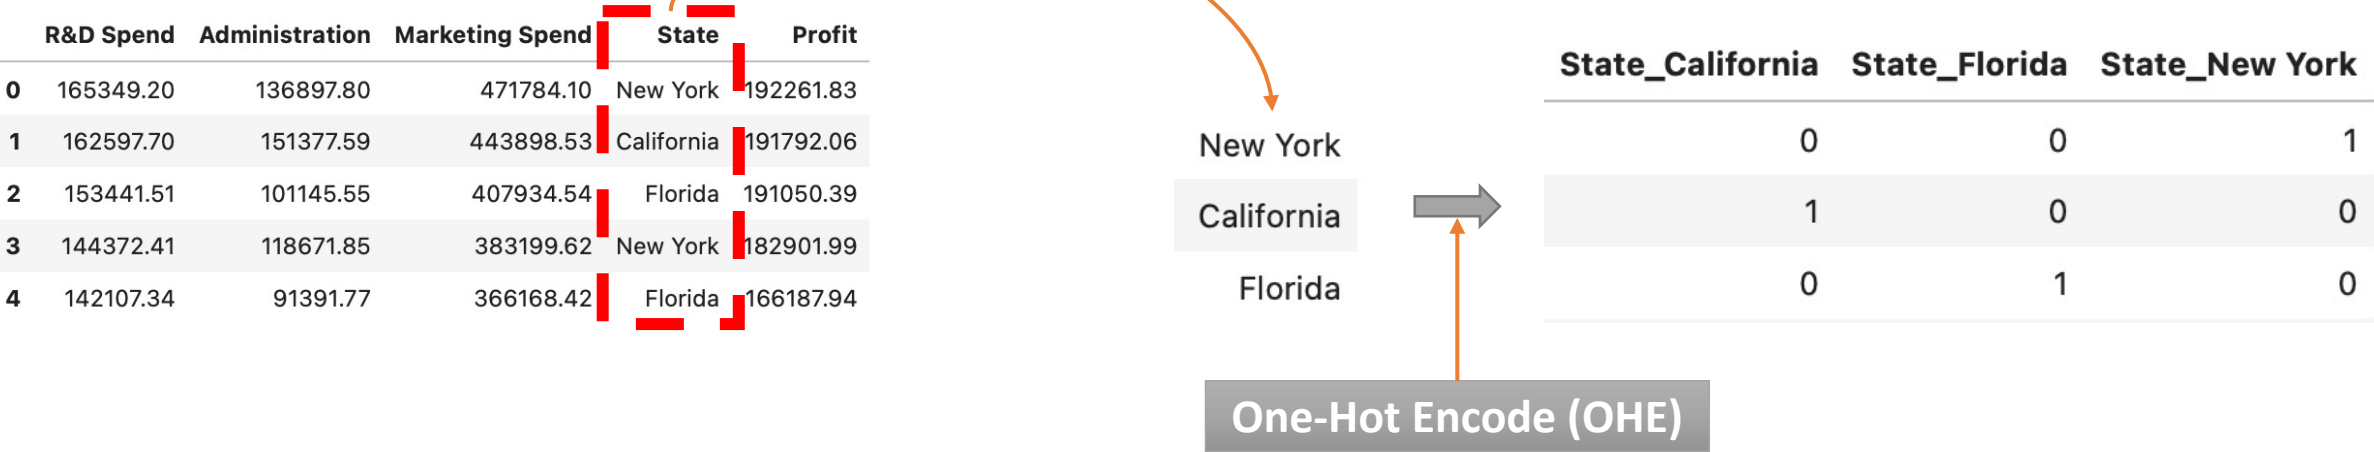 R&D Spend Administration Marketing Spend State Profit
0 165349.20 136897.80 471784.10 New York 192261.83
1 162597.70 151377.59 443898.53 California 191792.06
2 153441.51 101145.55 407934.54 Florida 191050.39
3 144372.41 118671.85 383199.62 New York 182901.99
4 142107.34 91391.77 366168.42 Florida 166187.94
New York
California
Florida
State_California State_Florida State_New York
0 0 1
1 0 0
0 1 0
One-Hot Encode (OHE)